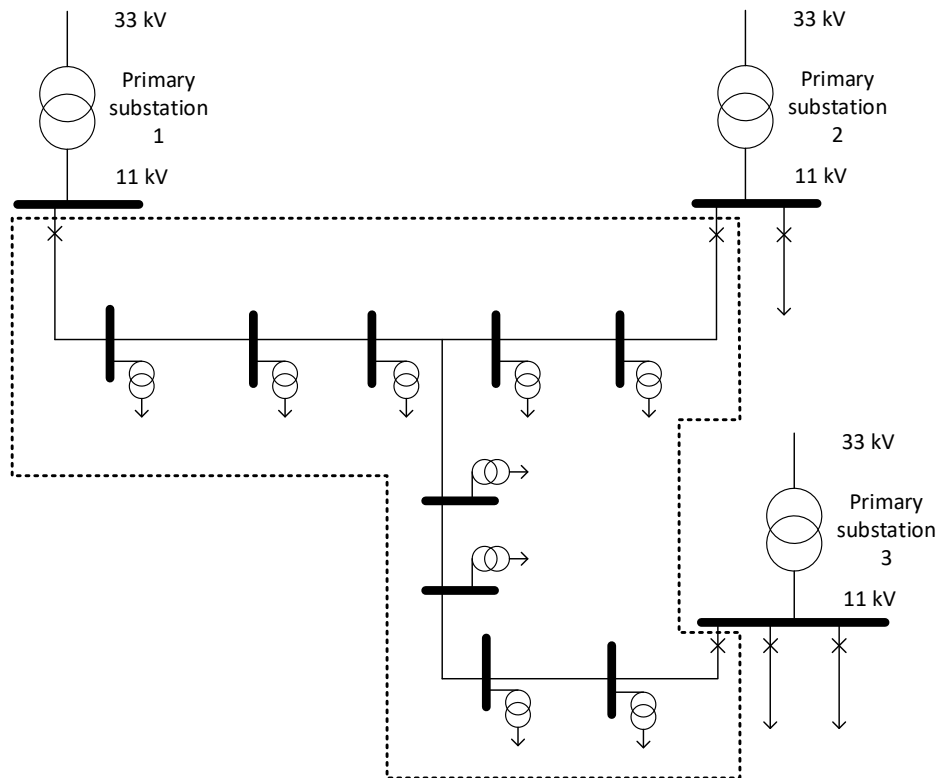 33 kV
Primary
substation
1
11 kV
33 kV
Primary
substation
2
11 kV
33 kV
Primary
substation
3
11 kV